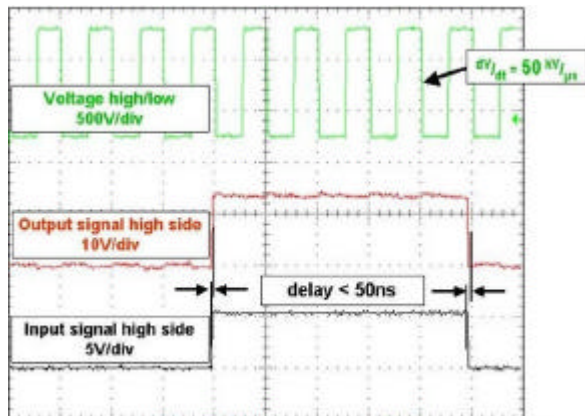 dV/dt = 50 kV/µs
Voltage high/low
500V/div
Output signal high side
10V/div
delay < 50ns
Input signal high side
5V/div